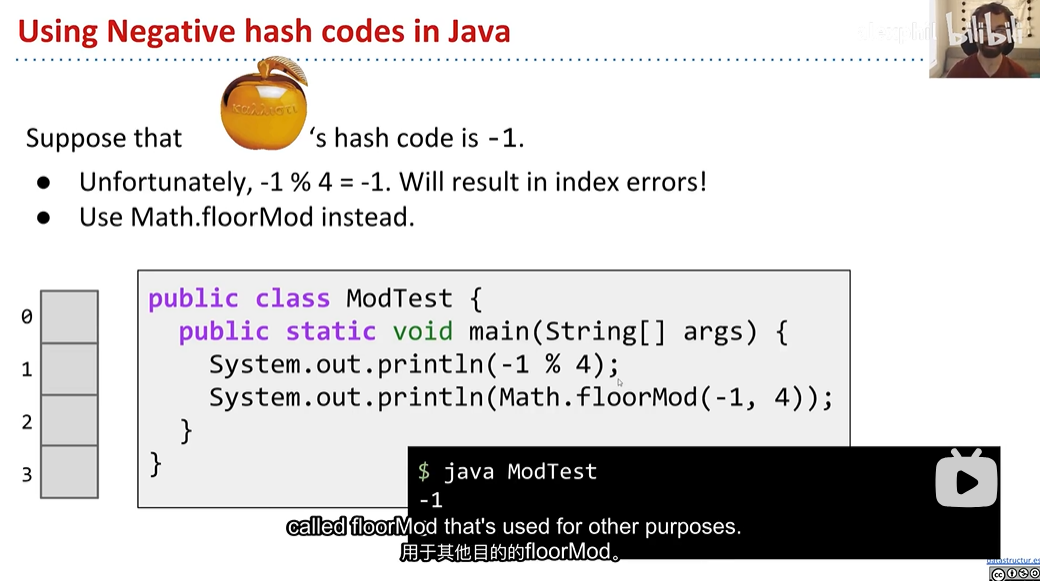 Using Negative hash codes in Java
bilibili
Suppose that 's hash code is -1.
● Unfortunately, -1 % 4 = -1. Will result in index errors!
● Use Math.floorMod instead.
0
1
2
3
public class ModTest {
public static void main(String[] args) {
System.out.println(-1 % 4);
System.out.println(Math.floorMod(-1, 4));
}
}
$ java ModTest
-1
called floorMod that's used for other purposes.
用于其他目的的floorMod。
datastructur.es